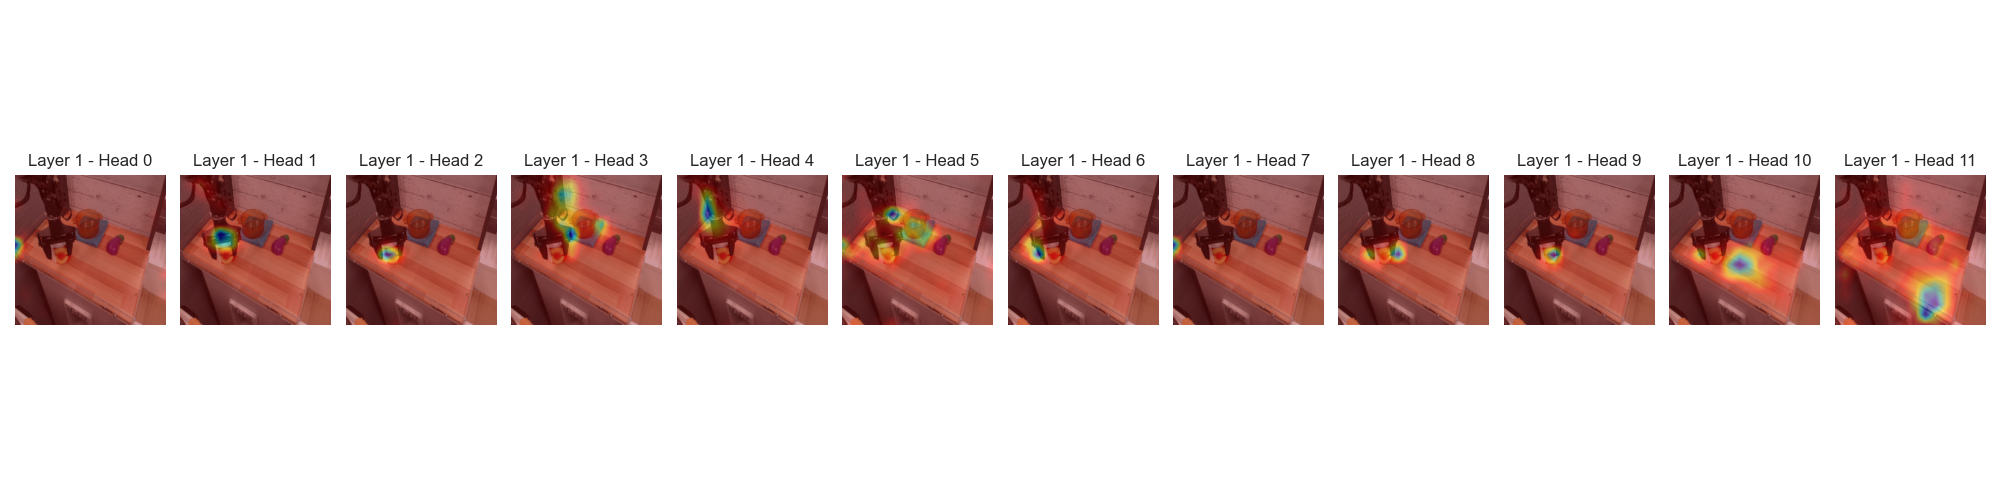 Layer 1 - Head 0
Layer 1 - Head 1
Layer 1 - Head 2
Layer 1 - Head 3
Layer 1 - Head 4
Layer 1 - Head 5
Layer 1 - Head 6
Layer 1 - Head 7
Layer 1 - Head 8
Layer 1 - Head 9
Layer 1 - Head 10
Layer 1 - Head 11